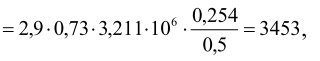 = 2,9 · 0,73 · 3,211 · 10⁶ · 0,254/0,5 = 3453,